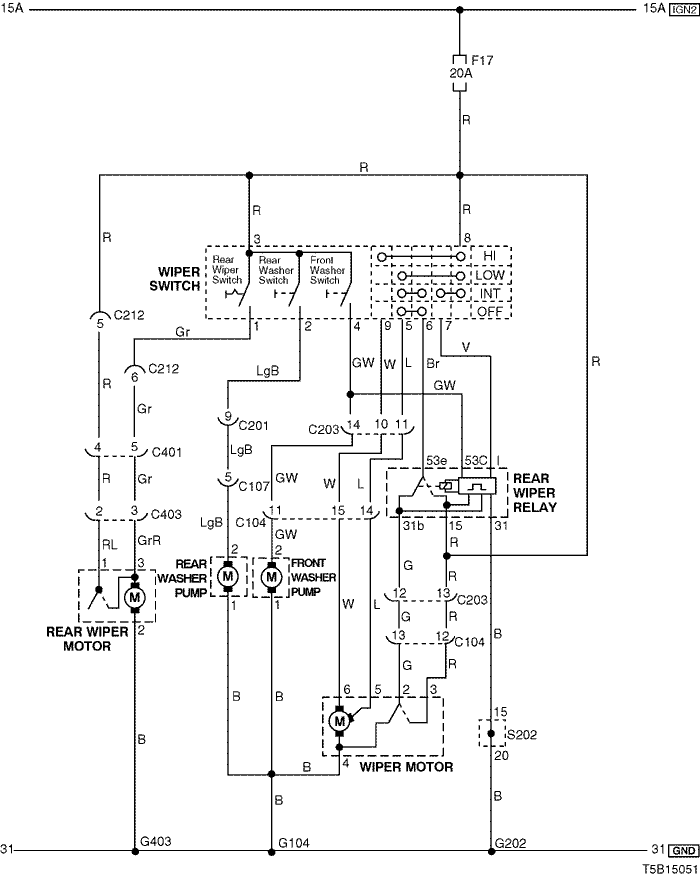 15A
15A IGN2
F17
20A
R
R
R
R
R
3
8
WIPER
SWITCH
Rear
Wiper
Switch
Rear
Washer
Switch
Front
Washer
Switch
HI
LOW
INT
OFF
1
2
4
9
5
6
7
5
C212
Gr
V
6
C212
LgB
GW
W
L
Br
GW
R
R
Gr
9
C201
C203
14
10
11
LgB
4
5
C401
5
C107
53e
53C
I
REAR
WIPER
RELAY
R
Gr
GW
W
L
2
3
C403
LgB
C104
11
15
14
31b
15
31
RL
GrR
GW
R
1
3
REAR
WASHER
PUMP
2
M
2
M
FRONT
WASHER
PUMP
G
R
M
1
1
W
L
12
13
C203
G
R
REAR WIPER
MOTOR
2
13
12
C104
B
G
R
B
B
6
5
2
3
15
M
S202
B
4
WIPER MOTOR
20
B
B
B
B
31
G403
G104
G202
31 GND
T5B15051